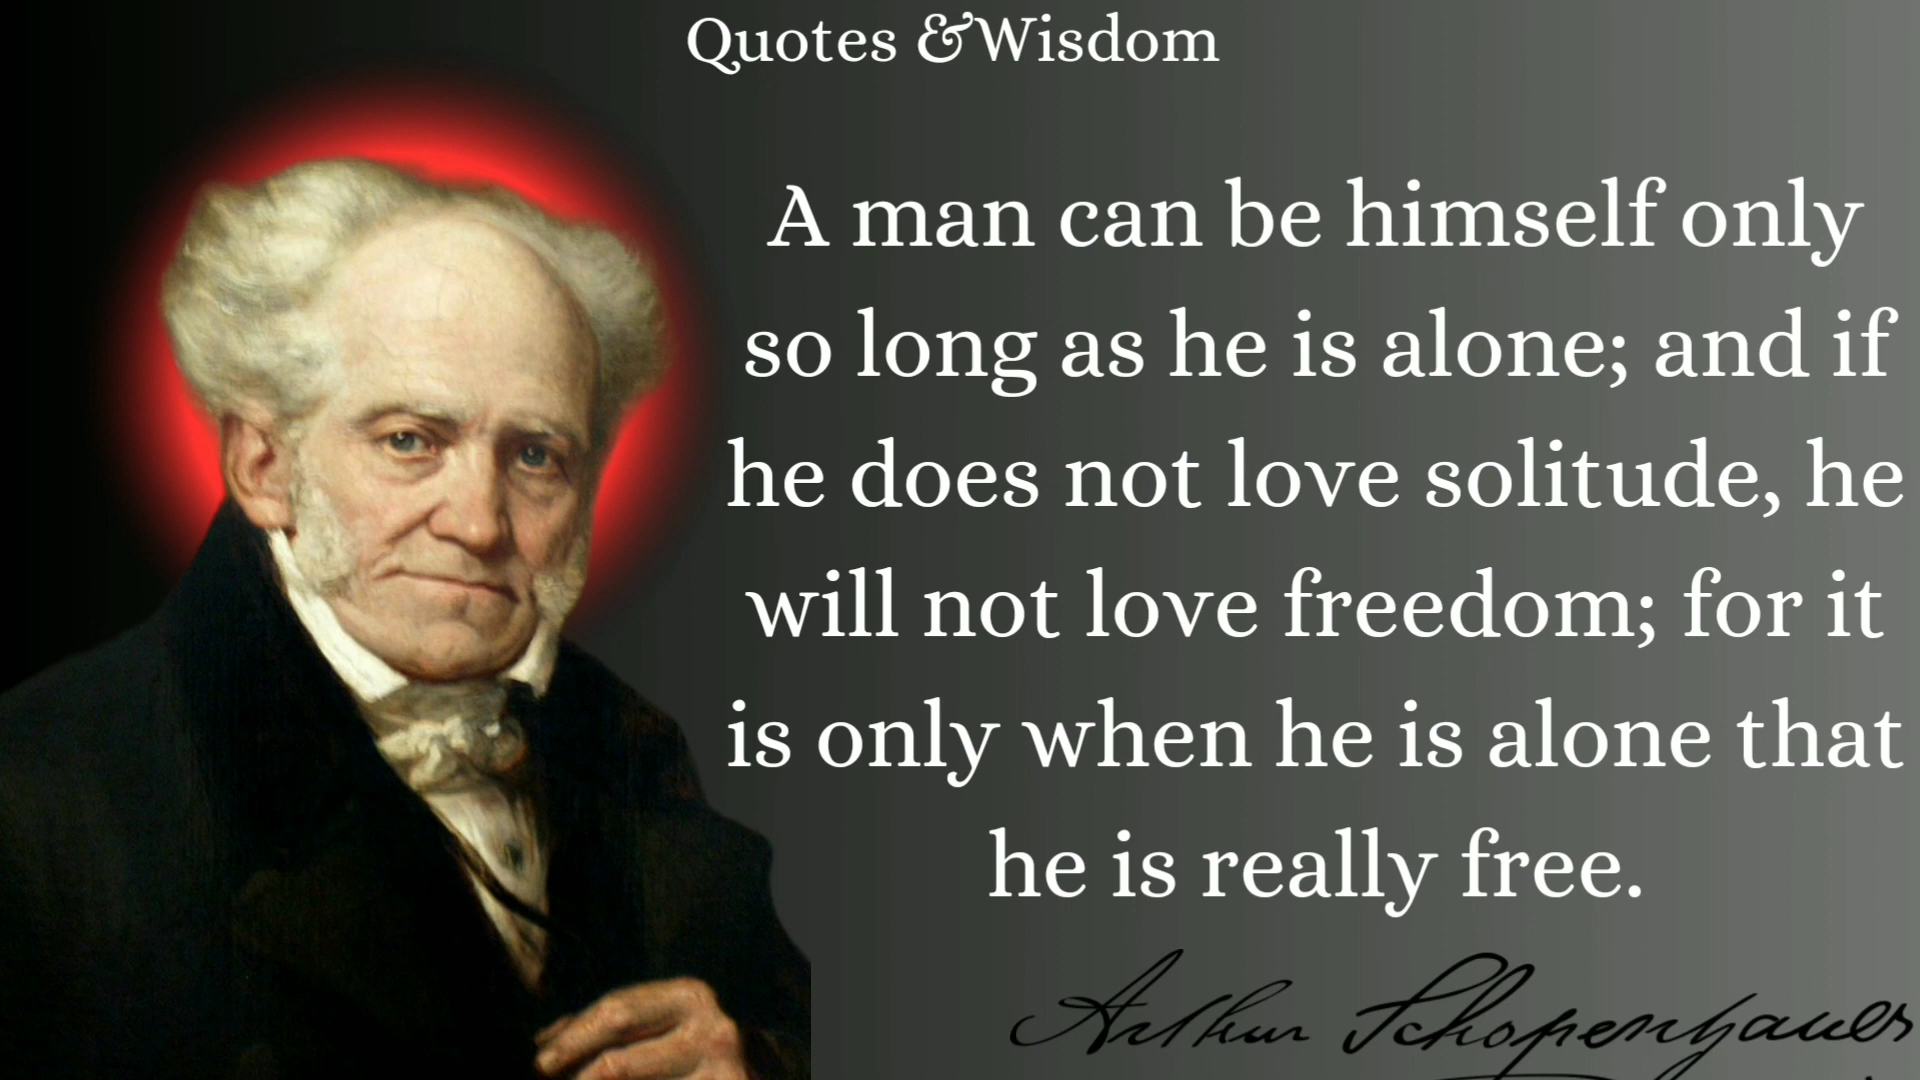 Quotes &Wisdom
A man can be himself only
so long as he is alone; and if
he does not love solitude, he
will not love freedom; for it
is only when he is alone that
he is really free.
Arthur Schopenhauer